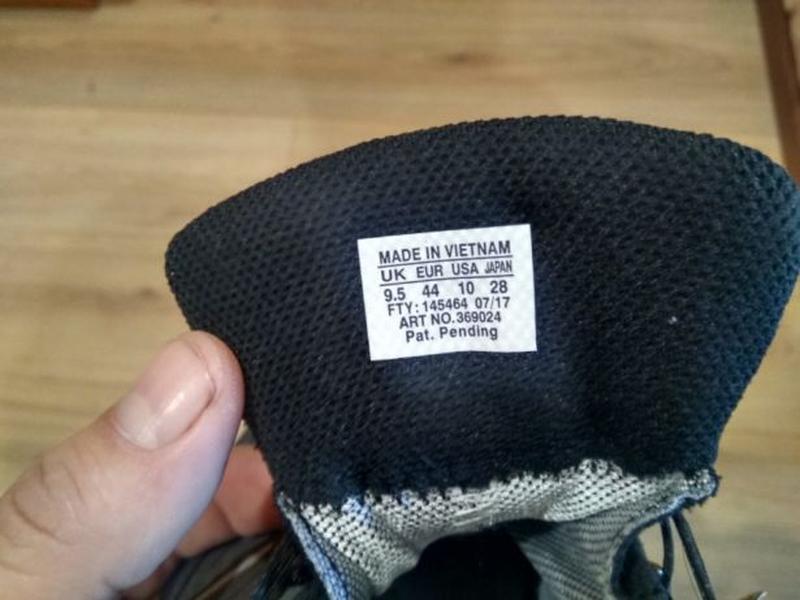 MADE IN VIETNAM
UK EUR USA JAPAN
9.5 44 10 28
FTY: 145464 07/17
ART NO.369024
Pat. Pending